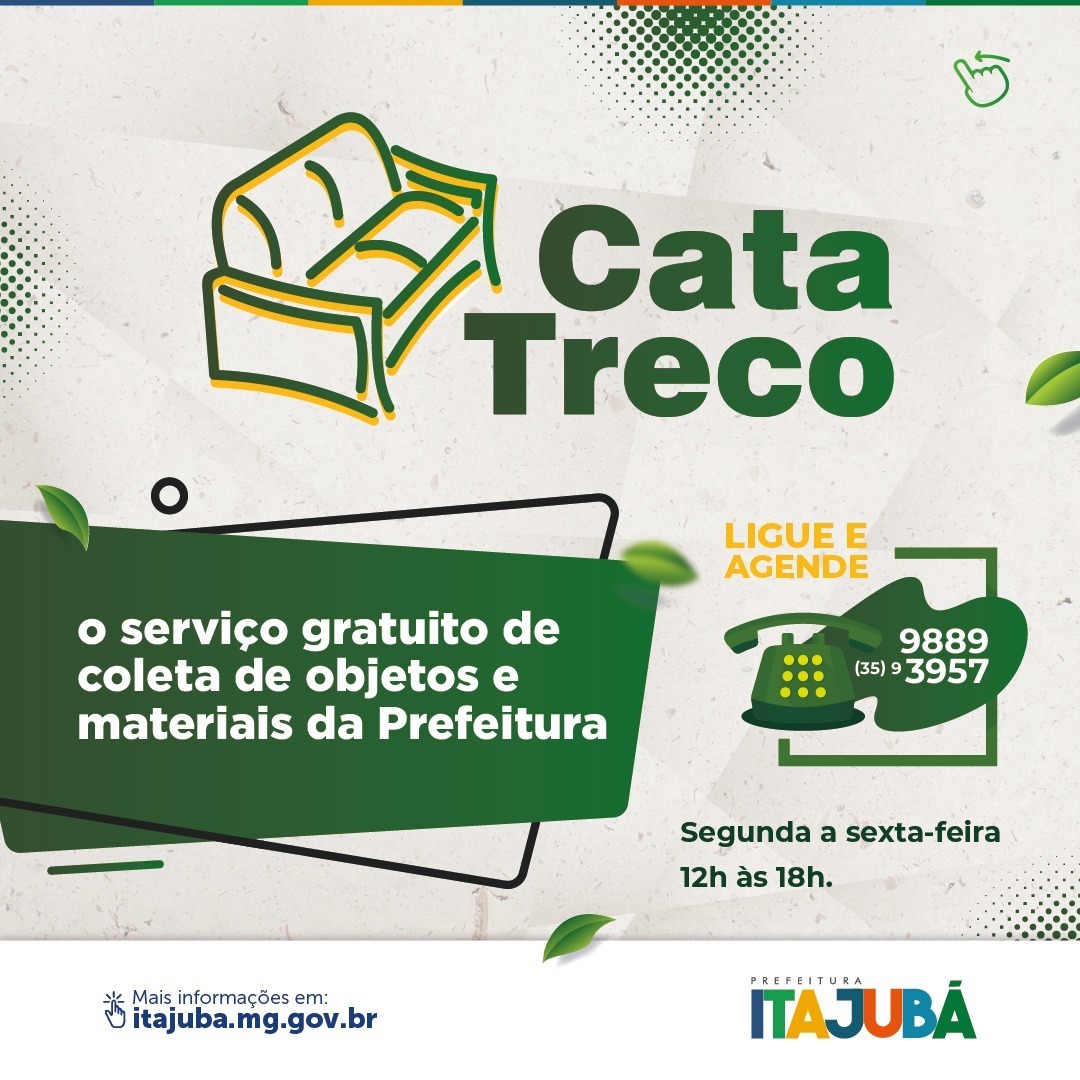 Cata
Treco
o serviço gratuito de
coleta de objetos e
materiais da Prefeitura
LIGUE E
AGENDE
9889
(35) 9 3957
Segunda a sexta-feira
12h às 18h.
Mais informações em:
itajuba.mg.gov.br
PREFEITURA
ITAJUBÁ